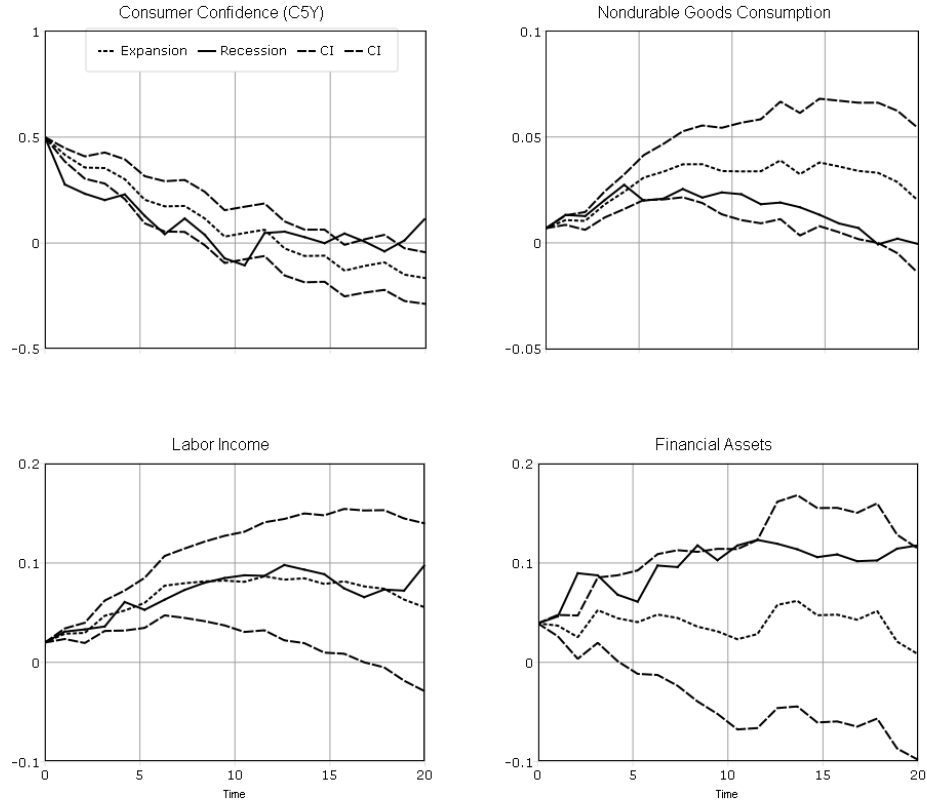 Consumer Confidence (C5Y)
Nondurable Goods Consumption
1
Expansion Recession CI CI
0.5
0
-0.5
0.1
0.05
0
-0.05
Labor Income
Financial Assets
0.2
0.1
0
-0.1
0 5 10 15 20
Time
0.2
0.1
0
-0.1
0 5 10 15 20
Time